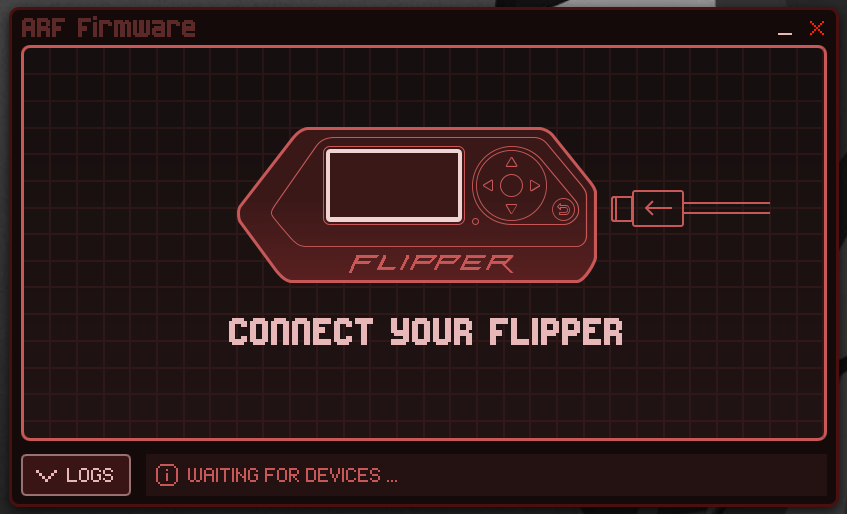 ARF Firmware
FLIPPER
CONNECT YOUR FLIPPER
LOGS
WAITING FOR DEVICES ...